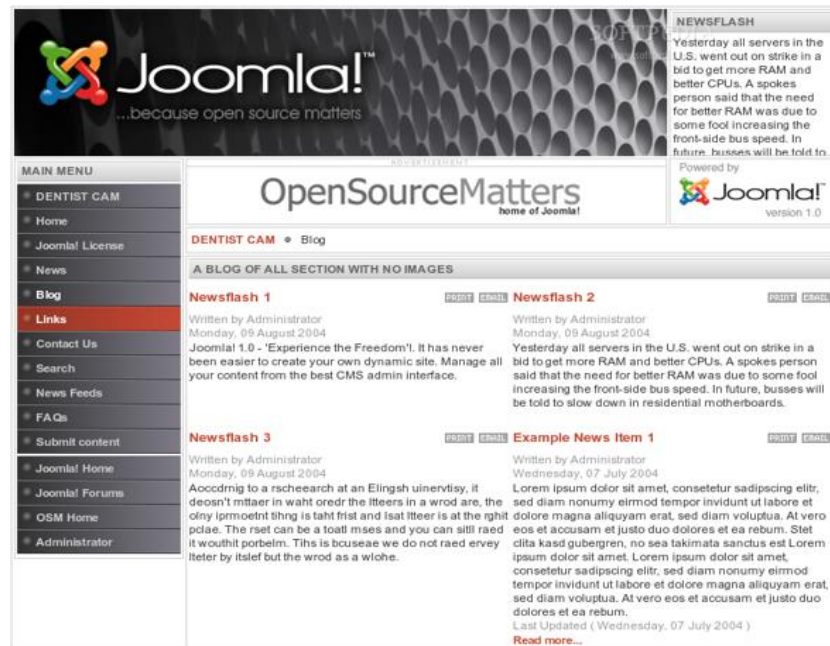 Joomla!™
...because open source matters
SOFTPEDIA
NEWSFLASH
Yesterday all servers in the
U.S. went out on strike in a
bid to get more RAM and
better CPUs. A spokes
person said that the need
for better RAM was due to
some fool increasing the
front-side bus speed. In
future, busses will be told to
MAIN MENU
DENTIST CAM
Home
Joomla! License
News
Blog
Links
Contact Us
Search
News Feeds
FAQs
Submit content
Joomla! Home
Joomla! Forums
OSM Home
Administrator
ADVERTISEMENT
OpenSourceMatters
home of Joomla!
Powered by
Joomla!™
version 1.0
DENTIST CAM Blog
A BLOG OF ALL SECTION WITH NO IMAGES
Newsflash 1 PRINT EMAIL
Written by Administrator
Monday, 09 August 2004
Joomla! 1.0 - 'Experience the Freedom'!. It has never
been easier to create your own dynamic site. Manage all
your content from the best CMS admin interface.
Newsflash 2 PRINT EMAIL
Written by Administrator
Monday, 09 August 2004
Yesterday all servers in the U.S. went out on strike in a
bid to get more RAM and better CPUs. A spokes person
said that the need for better RAM was due to some fool
increasing the front-side bus speed. In future, busses will
be told to slow down in residential motherboards.
Newsflash 3 PRINT EMAIL
Written by Administrator
Monday, 09 August 2004
Aoccdrnig to a rscheearch at an Elingsh uinervtisy, it
deosn't mttaer in waht oredr the ltteers in a wrod are, the
olny iprmoetnt tihng is taht frist and lsat ltteer is at the rghit
pclae. The rset can be a toatl mses and you can sitll raed
it wouthit porbelm. Tihs is bcuseae we do not raed ervey
lteter by itslef but the wrod as a wlohe.
Example News Item 1 PRINT EMAIL
Written by Administrator
Wednesday, 07 July 2004
Lorem ipsum dolor sit amet, consetetur sadipscing elitr,
sed diam nonumy eirmod tempor invidunt ut labore et
dolore magna aliquyam erat, sed diam voluptua. At vero
eos et accusam et justo duo dolores et ea rebum. Stet
clita kasd gubergren, no sea takimata sanctus est Lorem
ipsum dolor sit amet. Lorem ipsum dolor sit amet,
consetetur sadipscing elitr, sed diam nonumy eirmod
tempor invidunt ut labore et dolore magna aliquyam erat,
sed diam voluptua. At vero eos et accusam et justo duo
dolores et ea rebum.
Last Updated ( Wednesday, 07 July 2004 )
Read more...